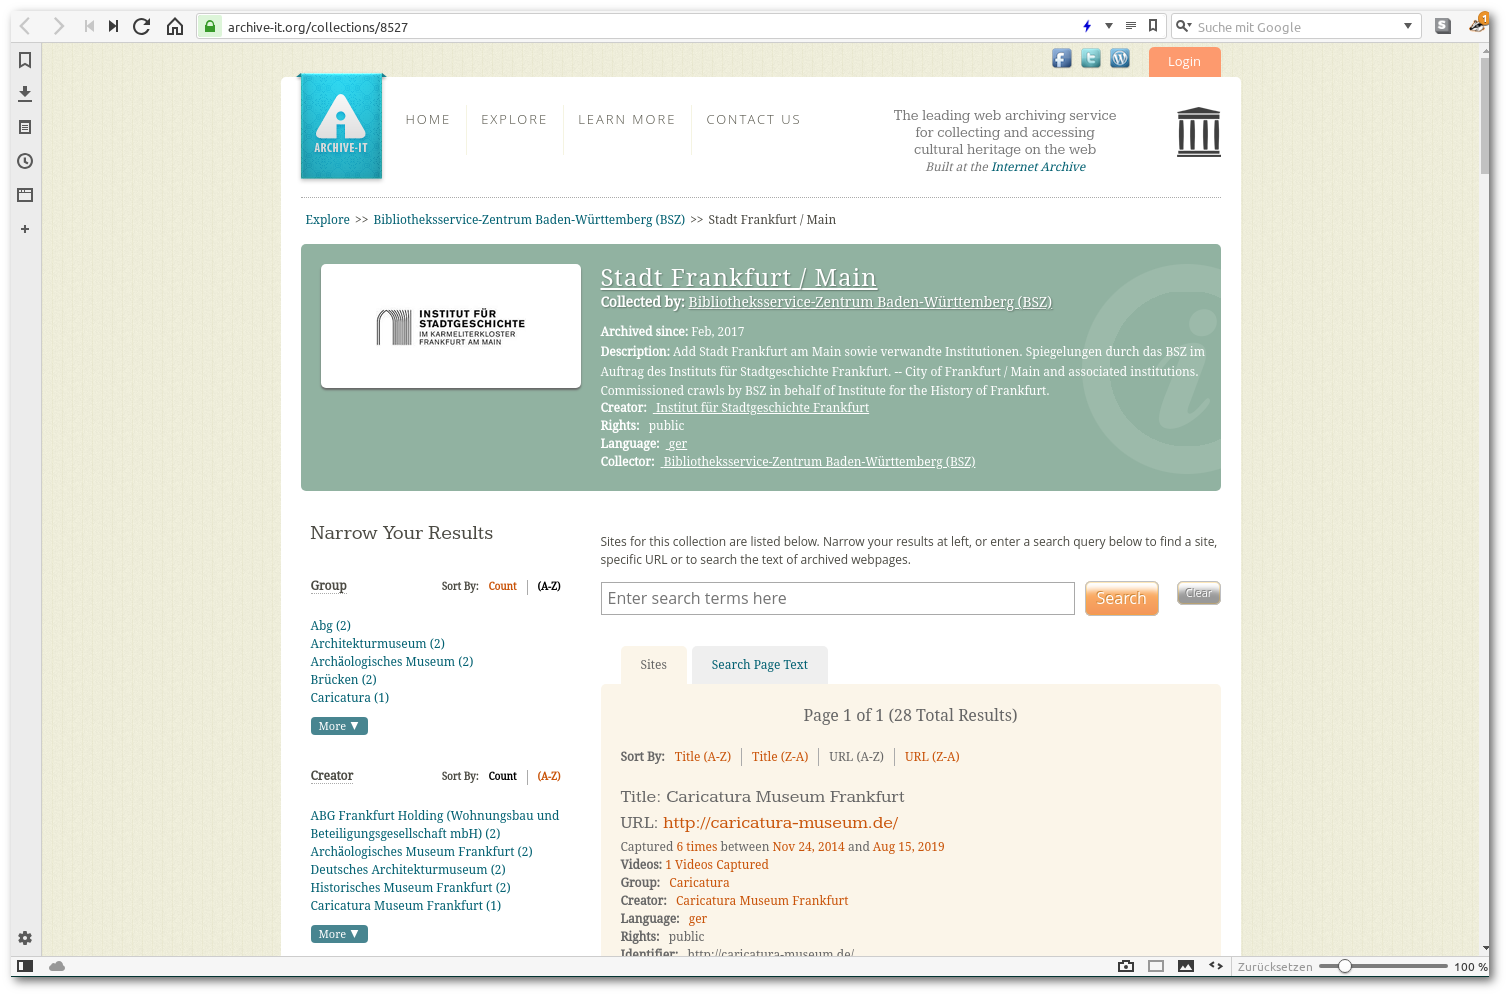 archive-it.org/collections/8527
Suche mit Google
S
1
Login
ARCHIVE-IT
HOME
EXPLORE
LEARN MORE
CONTACT US
The leading web archiving service
for collecting and accessing
cultural heritage on the web
Built at the Internet Archive
Explore >> Bibliotheksservice-Zentrum Baden-Württemberg (BSZ) >> Stadt Frankfurt / Main
INSTITUT FÜR
STADTGESCHICHTE
IM KARMELITERKLOSTER
FRANKFURT AM MAIN
Stadt Frankfurt / Main
Collected by: Bibliotheksservice-Zentrum Baden-Württemberg (BSZ)
Archived since: Feb, 2017
Description: Add Stadt Frankfurt am Main sowie verwandte Institutionen. Spiegelungen durch das BSZ im
Auftrag des Instituts für Stadtgeschichte Frankfurt. -- City of Frankfurt / Main and associated institutions.
Commissioned crawls by BSZ in behalf of Institute for the History of Frankfurt.
Creator: Institut für Stadtgeschichte Frankfurt
Rights: public
Language: ger
Collector: Bibliotheksservice-Zentrum Baden-Württemberg (BSZ)
Narrow Your Results
Group Sort By: Count (A-Z)
Abg (2)
Architekturmuseum (2)
Archäologisches Museum (2)
Brücken (2)
Caricatura (1)
More ▼
Creator Sort By: Count (A-Z)
ABG Frankfurt Holding (Wohnungsbau und
Beteiligungsgesellschaft mbH) (2)
Archäologisches Museum Frankfurt (2)
Deutsches Architekturmuseum (2)
Historisches Museum Frankfurt (2)
Caricatura Museum Frankfurt (1)
More ▼
Sites for this collection are listed below. Narrow your results at left, or enter a search query below to find a site,
specific URL or to search the text of archived webpages.
Enter search terms here
Search
Clear
Sites
Search Page Text
Page 1 of 1 (28 Total Results)
Sort By: Title (A-Z) Title (Z-A) URL (A-Z) URL (Z-A)
Title: Caricatura Museum Frankfurt
URL: http://caricatura-museum.de/
Captured 6 times between Nov 24, 2014 and Aug 15, 2019
Videos: 1 Videos Captured
Group: Caricatura
Creator: Caricatura Museum Frankfurt
Language: ger
Rights: public
Identifier: http://caricatura-museum.de/
Zurücksetzen
100 %